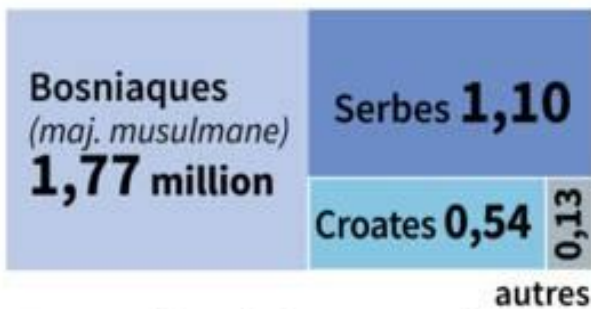 Bosniaques
(maj. musulmane)
1,77 million
Serbes 1,10
Croates 0,54
0,13
autres